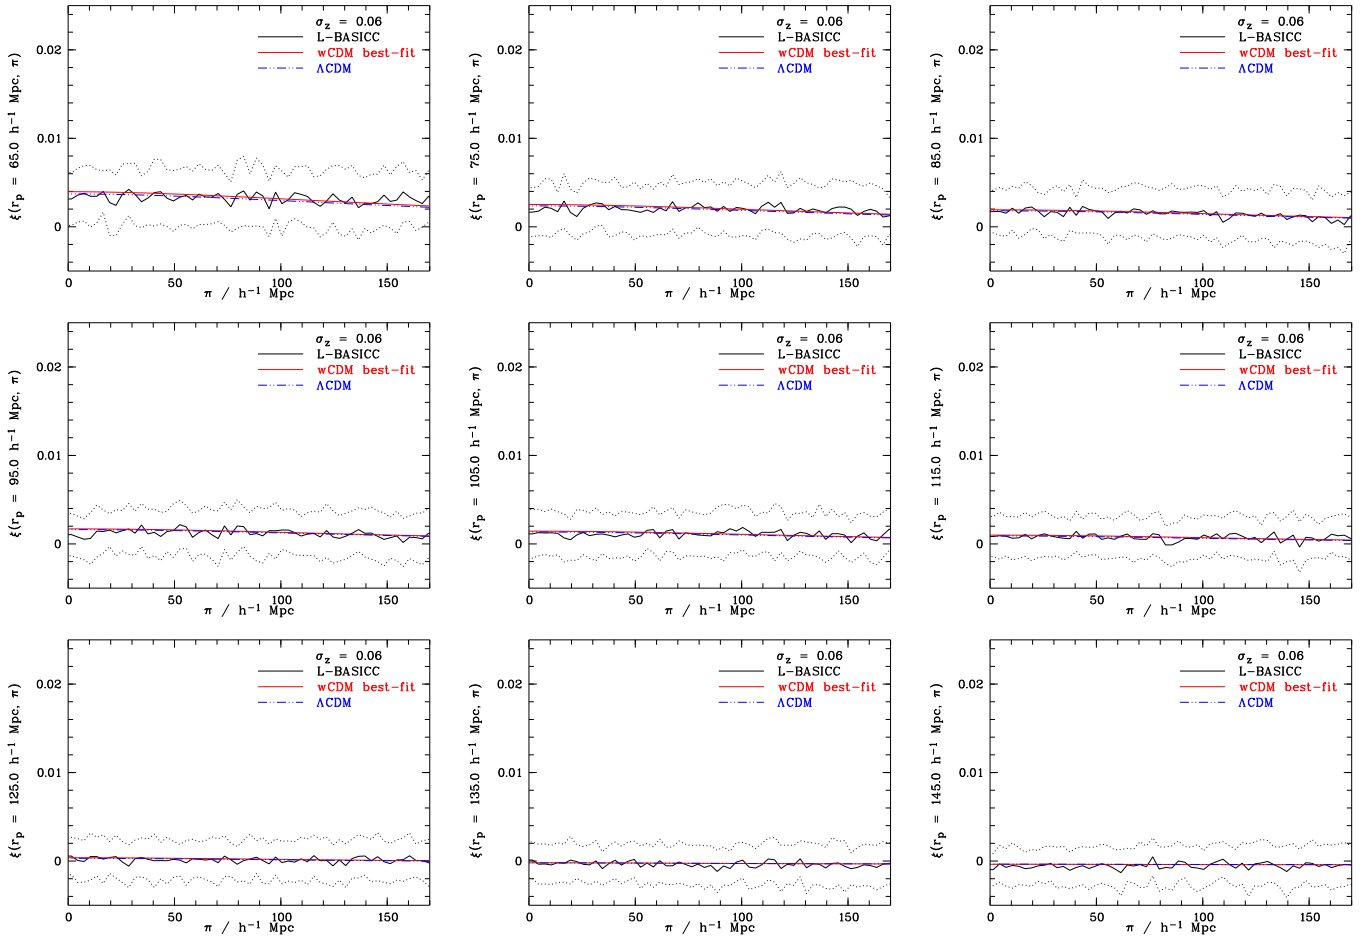 σz = 0.06
L-BASICC
wCDM best-fit
ΛCDM
0.02
0.01
0
ξ(rp = 65.0 h⁻¹ Mpc, π)
0 50 100 150
π / h⁻¹ Mpc
σz = 0.06
L-BASICC
wCDM best-fit
ΛCDM
0.02
0.01
0
ξ(rp = 75.0 h⁻¹ Mpc, π)
0 50 100 150
π / h⁻¹ Mpc
σz = 0.06
L-BASICC
wCDM best-fit
ΛCDM
0.02
0.01
0
ξ(rp = 85.0 h⁻¹ Mpc, π)
0 50 100 150
π / h⁻¹ Mpc
σz = 0.06
L-BASICC
wCDM best-fit
ΛCDM
0.02
0.01
0
ξ(rp = 95.0 h⁻¹ Mpc, π)
0 50 100 150
π / h⁻¹ Mpc
σz = 0.06
L-BASICC
wCDM best-fit
ΛCDM
0.02
0.01
0
ξ(rp = 105.0 h⁻¹ Mpc, π)
0 50 100 150
π / h⁻¹ Mpc
σz = 0.06
L-BASICC
wCDM best-fit
ΛCDM
0.02
0.01
0
ξ(rp = 115.0 h⁻¹ Mpc, π)
0 50 100 150
π / h⁻¹ Mpc
σz = 0.06
L-BASICC
wCDM best-fit
ΛCDM
0.02
0.01
0
ξ(rp = 125.0 h⁻¹ Mpc, π)
0 50 100 150
π / h⁻¹ Mpc
σz = 0.06
L-BASICC
wCDM best-fit
ΛCDM
0.02
0.01
0
ξ(rp = 135.0 h⁻¹ Mpc, π)
0 50 100 150
π / h⁻¹ Mpc
σz = 0.06
L-BASICC
wCDM best-fit
ΛCDM
0.02
0.01
0
ξ(rp = 145.0 h⁻¹ Mpc, π)
0 50 100 150
π / h⁻¹ Mpc